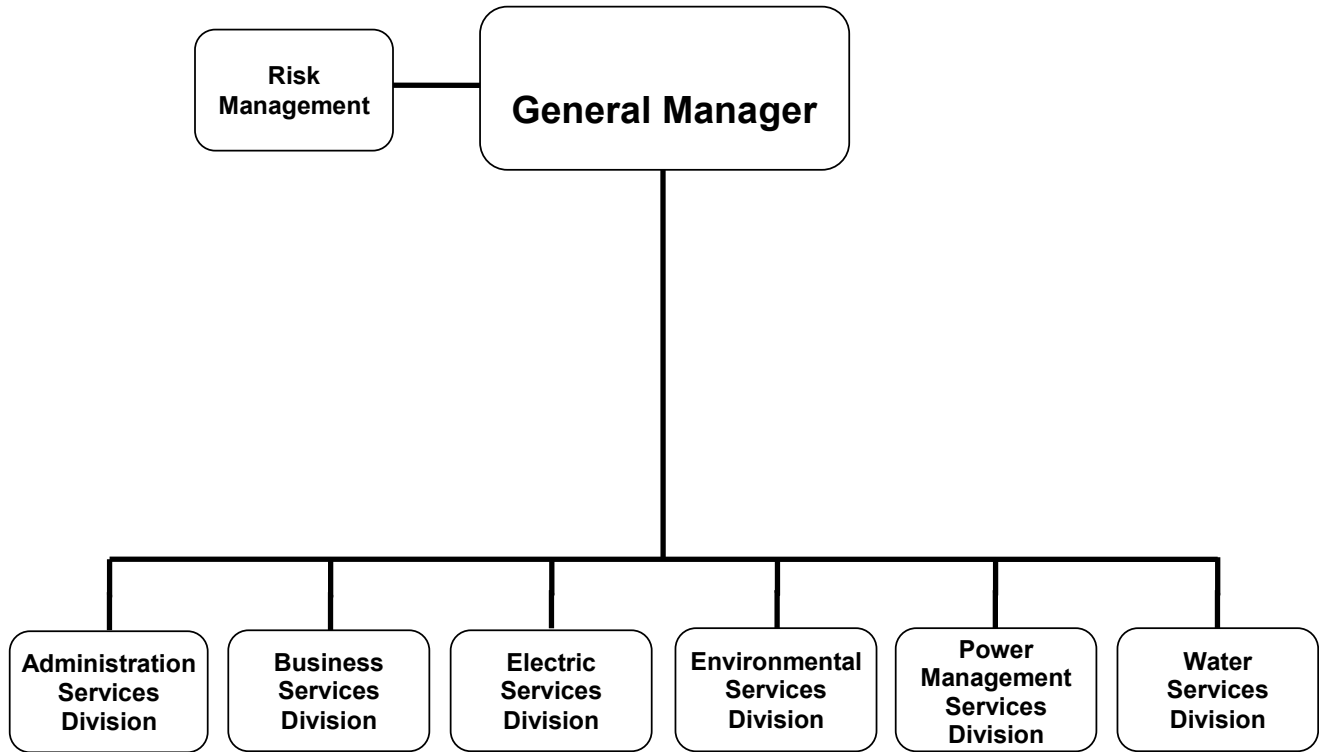 Risk
Management
General Manager
Administration
Services
Division
Business
Services
Division
Electric
Services
Division
Environmental
Services
Division
Power
Management
Services
Division
Water
Services
Division